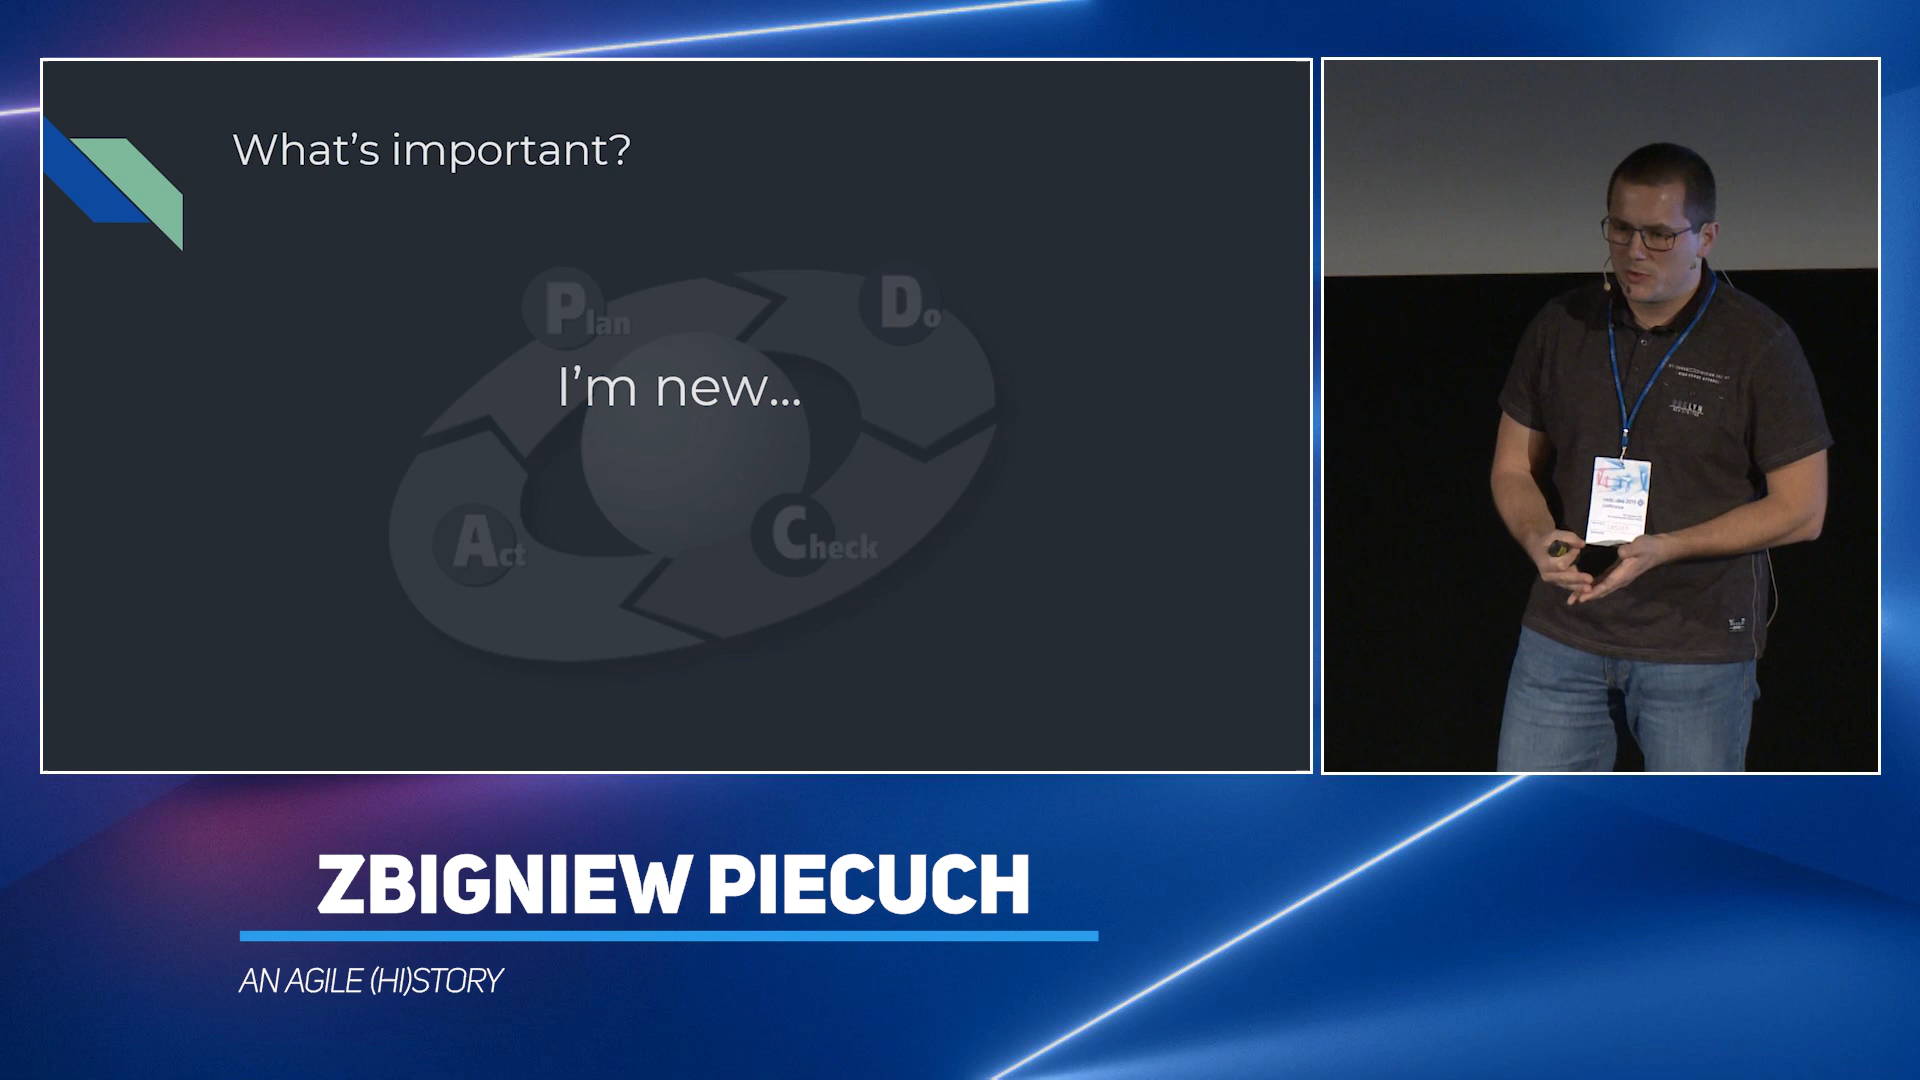 What's important?
Plan
Do
I'm new...
Act
Check
ZBIGNIEW PIECUCH
AN AGILE (HI)STORY